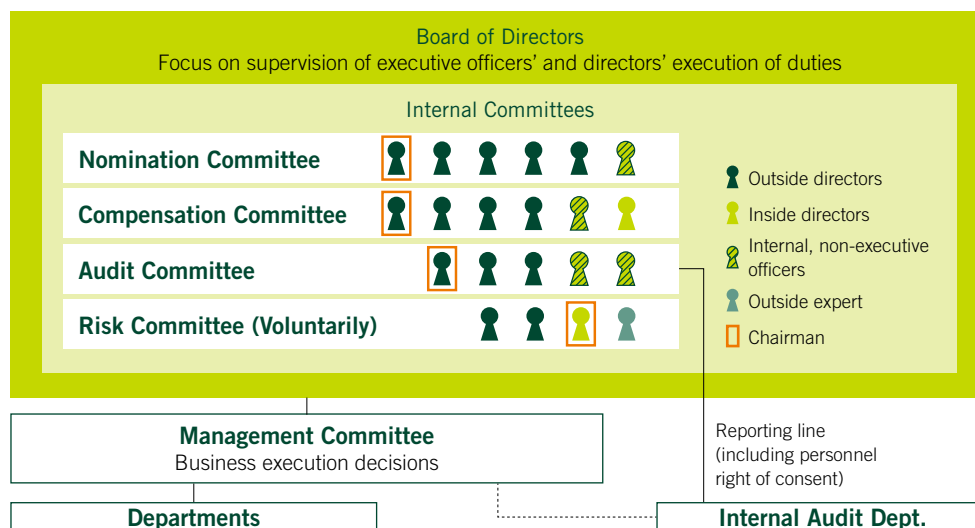 Board of Directors
Focus on supervision of executive officers’ and directors’ execution of duties
Internal Committees
Nomination Committee
Compensation Committee
Audit Committee
Risk Committee (Voluntarily)
Outside directors
Inside directors
Internal, non-executive
officers
Outside expert
Chairman
Management Committee
Business execution decisions
Reporting line
(including personnel
right of consent)
Departments
Internal Audit Dept.